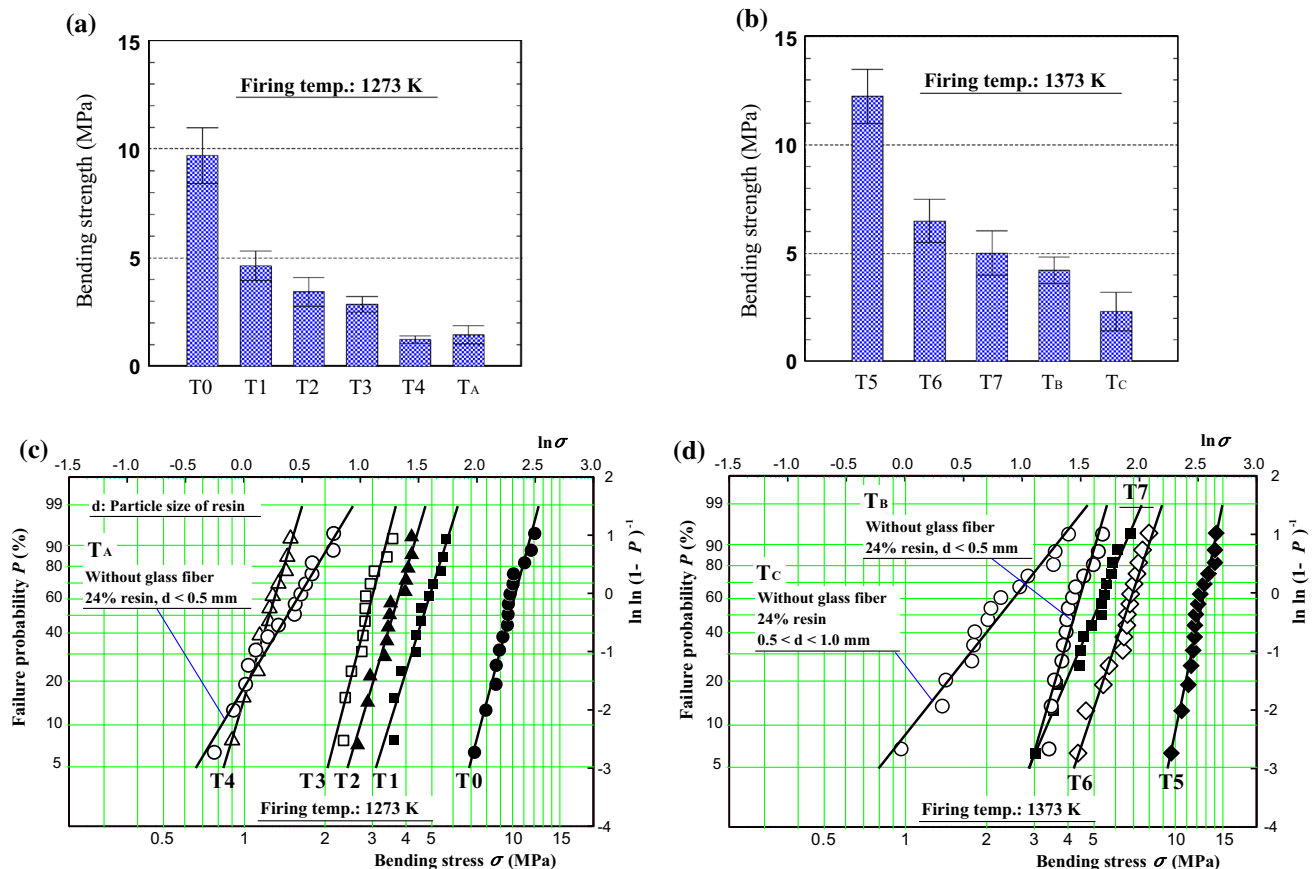 (a)
15
10
5
0
Bending strength (MPa)
Firing temp.: 1273 K
T0 T1 T2 T3 T4 TA
(b)
15
10
5
0
Bending strength (MPa)
Firing temp.: 1373 K
T5 T6 T7 TB TC
(c)
ln σ
-1.5 -0.5 0.0 0.5 1.0 1.5 2.0 2.5 3.0
99
90
80
60
40
20
10
5
Failure probability P (%)
d: Particle size of resin
TA
Without glass fiber
24% resin, d < 0.5 mm
T4 T3 T2 T1 T0
Firing temp.: 1273 K
2
1
0
-1
-2
-3
-4
ln ln (1- P )-1
0.5 1 2 3 4 5 10 15
Bending stress σ (MPa)
(d)
ln σ
-1.5 -0.5 0.0 0.5 1.0 1.5 2.0 2.5 3.0
99
90
80
60
40
20
10
5
Failure probability P (%)
TB
Without glass fiber
24% resin, d < 0.5 mm
TC
Without glass fiber
24% resin
0.5 < d < 1.0 mm
T7
T6 T5
Firing temp.: 1373 K
2
1
0
-1
-2
-3
-4
ln ln (1- P )-1
0.5 1 2 3 4 5 10 15
Bending stress σ (MPa)